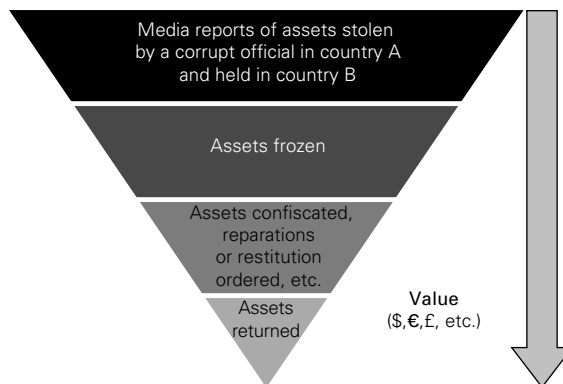 Media reports of assets stolen
by a corrupt official in country A
and held in country B
Assets frozen
Assets confiscated,
reparations
or restitution
ordered, etc.
Assets
returned
Value
($,€,£, etc.)